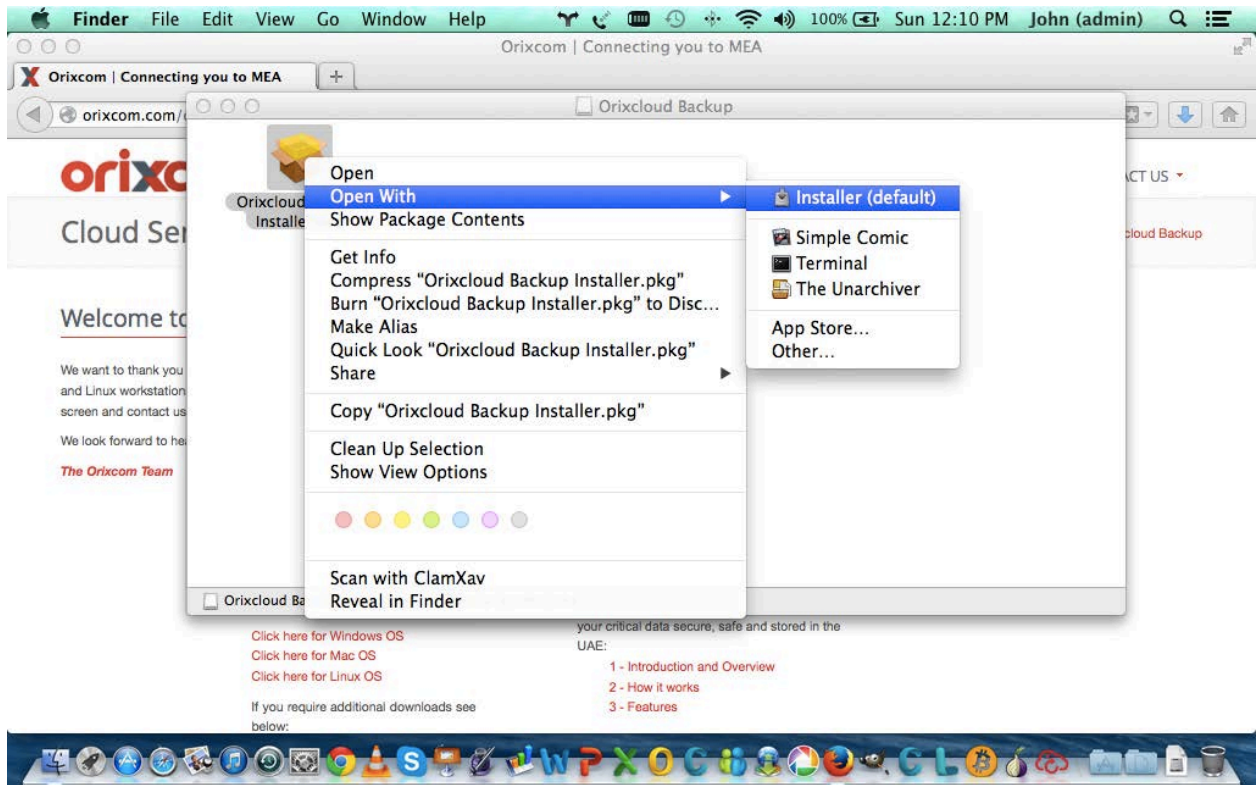 Finder File Edit View Go Window Help 100% Sun 12:10 PM John (admin)
Orixcom | Connecting you to MEA
Orixcom | Connecting you to MEA
orixcom.com/
Orixcloud Backup
orixc
CT US
Cloud Ser
cloud Backup
Orixcloud
Installe
Open
Open With
Show Package Contents
Get Info
Compress “Orixcloud Backup Installer.pkg”
Burn “Orixcloud Backup Installer.pkg” to Disc...
Make Alias
Quick Look “Orixcloud Backup Installer.pkg”
Share
Copy “Orixcloud Backup Installer.pkg”
Clean Up Selection
Show View Options
Scan with ClamXav
Reveal in Finder
Installer (default)
Simple Comic
Terminal
The Unarchiver
App Store...
Other...
Welcome to
We want to thank you
and Linux workstation
screen and contact us
We look forward to hea
The Orixcom Team
Orixcloud Ba
Click here for Windows OS
Click here for Mac OS
Click here for Linux OS
If you require additional downloads see
below:
your critical data secure, safe and stored in the
UAE:
1 - Introduction and Overview
2 - How it works
3 - Features